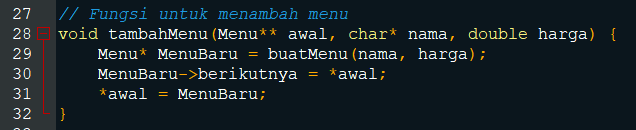 27 // Fungsi untuk menambah menu
28 void tambahMenu(Menu** awal, char* nama, double harga) {
29 Menu* MenuBaru = buatMenu(nama, harga);
30 MenuBaru->berikutnya = *awal;
31 *awal = MenuBaru;
32 }